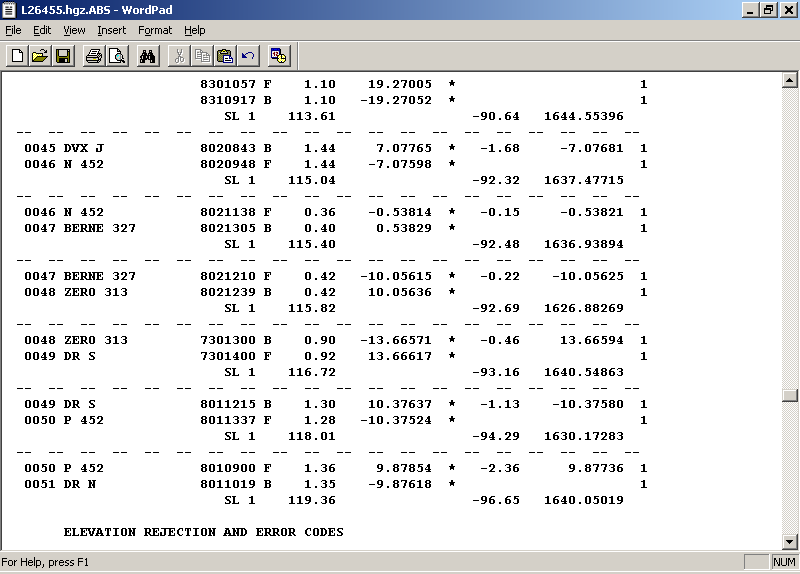 L26455.hgz.ABS - WordPad
File Edit View Insert Format Help
8301057 F 1.10 19.27005 * 1
8310917 B 1.10 -19.27052 * 1
SL 1 113.61 -90.64 1644.55396
-- -- -- -- -- -- -- -- -- -- -- -- -- -- -- -- -- -- -- --
0045 DVX J 8020843 B 1.44 7.07765 * -1.68 -7.07681 1
0046 N 452 8020948 F 1.44 -7.07598 * 1
SL 1 115.04 -92.32 1637.47715
-- -- -- -- -- -- -- -- -- -- -- -- -- -- -- -- -- -- -- --
0046 N 452 8021138 F 0.36 -0.53814 * -0.15 -0.53821 1
0047 BERNE 327 8021305 B 0.40 0.53829 * 1
SL 1 115.40 -92.48 1636.93894
-- -- -- -- -- -- -- -- -- -- -- -- -- -- -- -- -- -- -- --
0047 BERNE 327 8021210 F 0.42 -10.05615 * -0.22 -10.05625 1
0048 ZERO 313 8021239 B 0.42 10.05636 * 1
SL 1 115.82 -92.69 1626.88269
-- -- -- -- -- -- -- -- -- -- -- -- -- -- -- -- -- -- -- --
0048 ZERO 313 7301300 B 0.90 -13.66571 * -0.46 13.66594 1
0049 DR S 7301400 F 0.92 13.66617 * 1
SL 1 116.72 -93.16 1640.54863
-- -- -- -- -- -- -- -- -- -- -- -- -- -- -- -- -- -- -- --
0049 DR S 8011215 B 1.30 10.37637 * -1.13 -10.37580 1
0050 P 452 8011337 F 1.28 -10.37524 * 1
SL 1 118.01 -94.29 1630.17283
-- -- -- -- -- -- -- -- -- -- -- -- -- -- -- -- -- -- -- --
0050 P 452 8010900 F 1.36 9.87854 * -2.36 9.87736 1
0051 DR N 8011019 B 1.35 -9.87618 * 1
SL 1 119.36 -96.65 1640.05019
ELEVATION REJECTION AND ERROR CODES
For Help, press F1 NUM